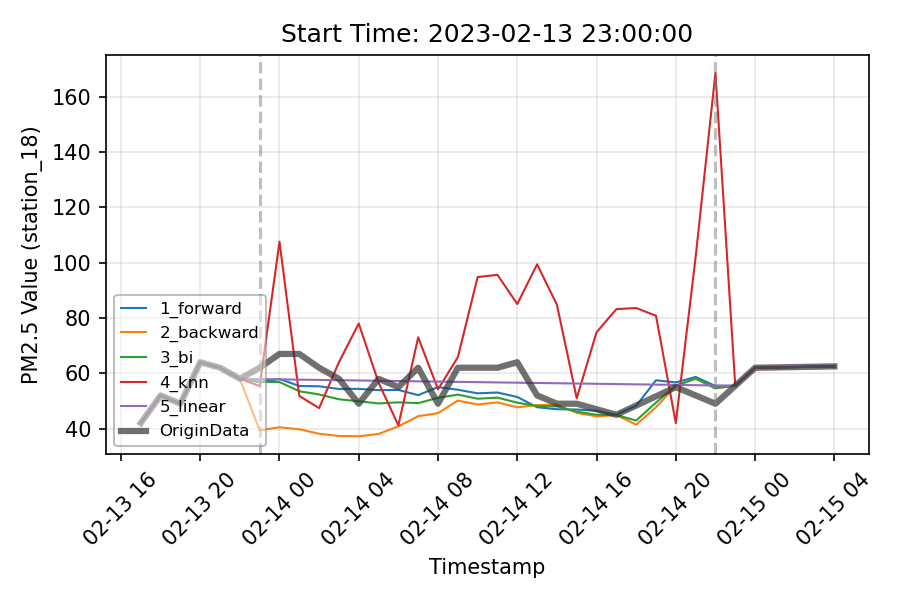 Start Time: 2023-02-13 23:00:00
PM2.5 Value (station_18)
160
140
120
100
80
60
40
1_forward
2_backward
3_bi
4_knn
5_linear
OriginData
02-13 16
02-13 20
02-14 00
02-14 04
02-14 08
02-14 12
02-14 16
02-14 20
02-15 00
02-15 04
Timestamp